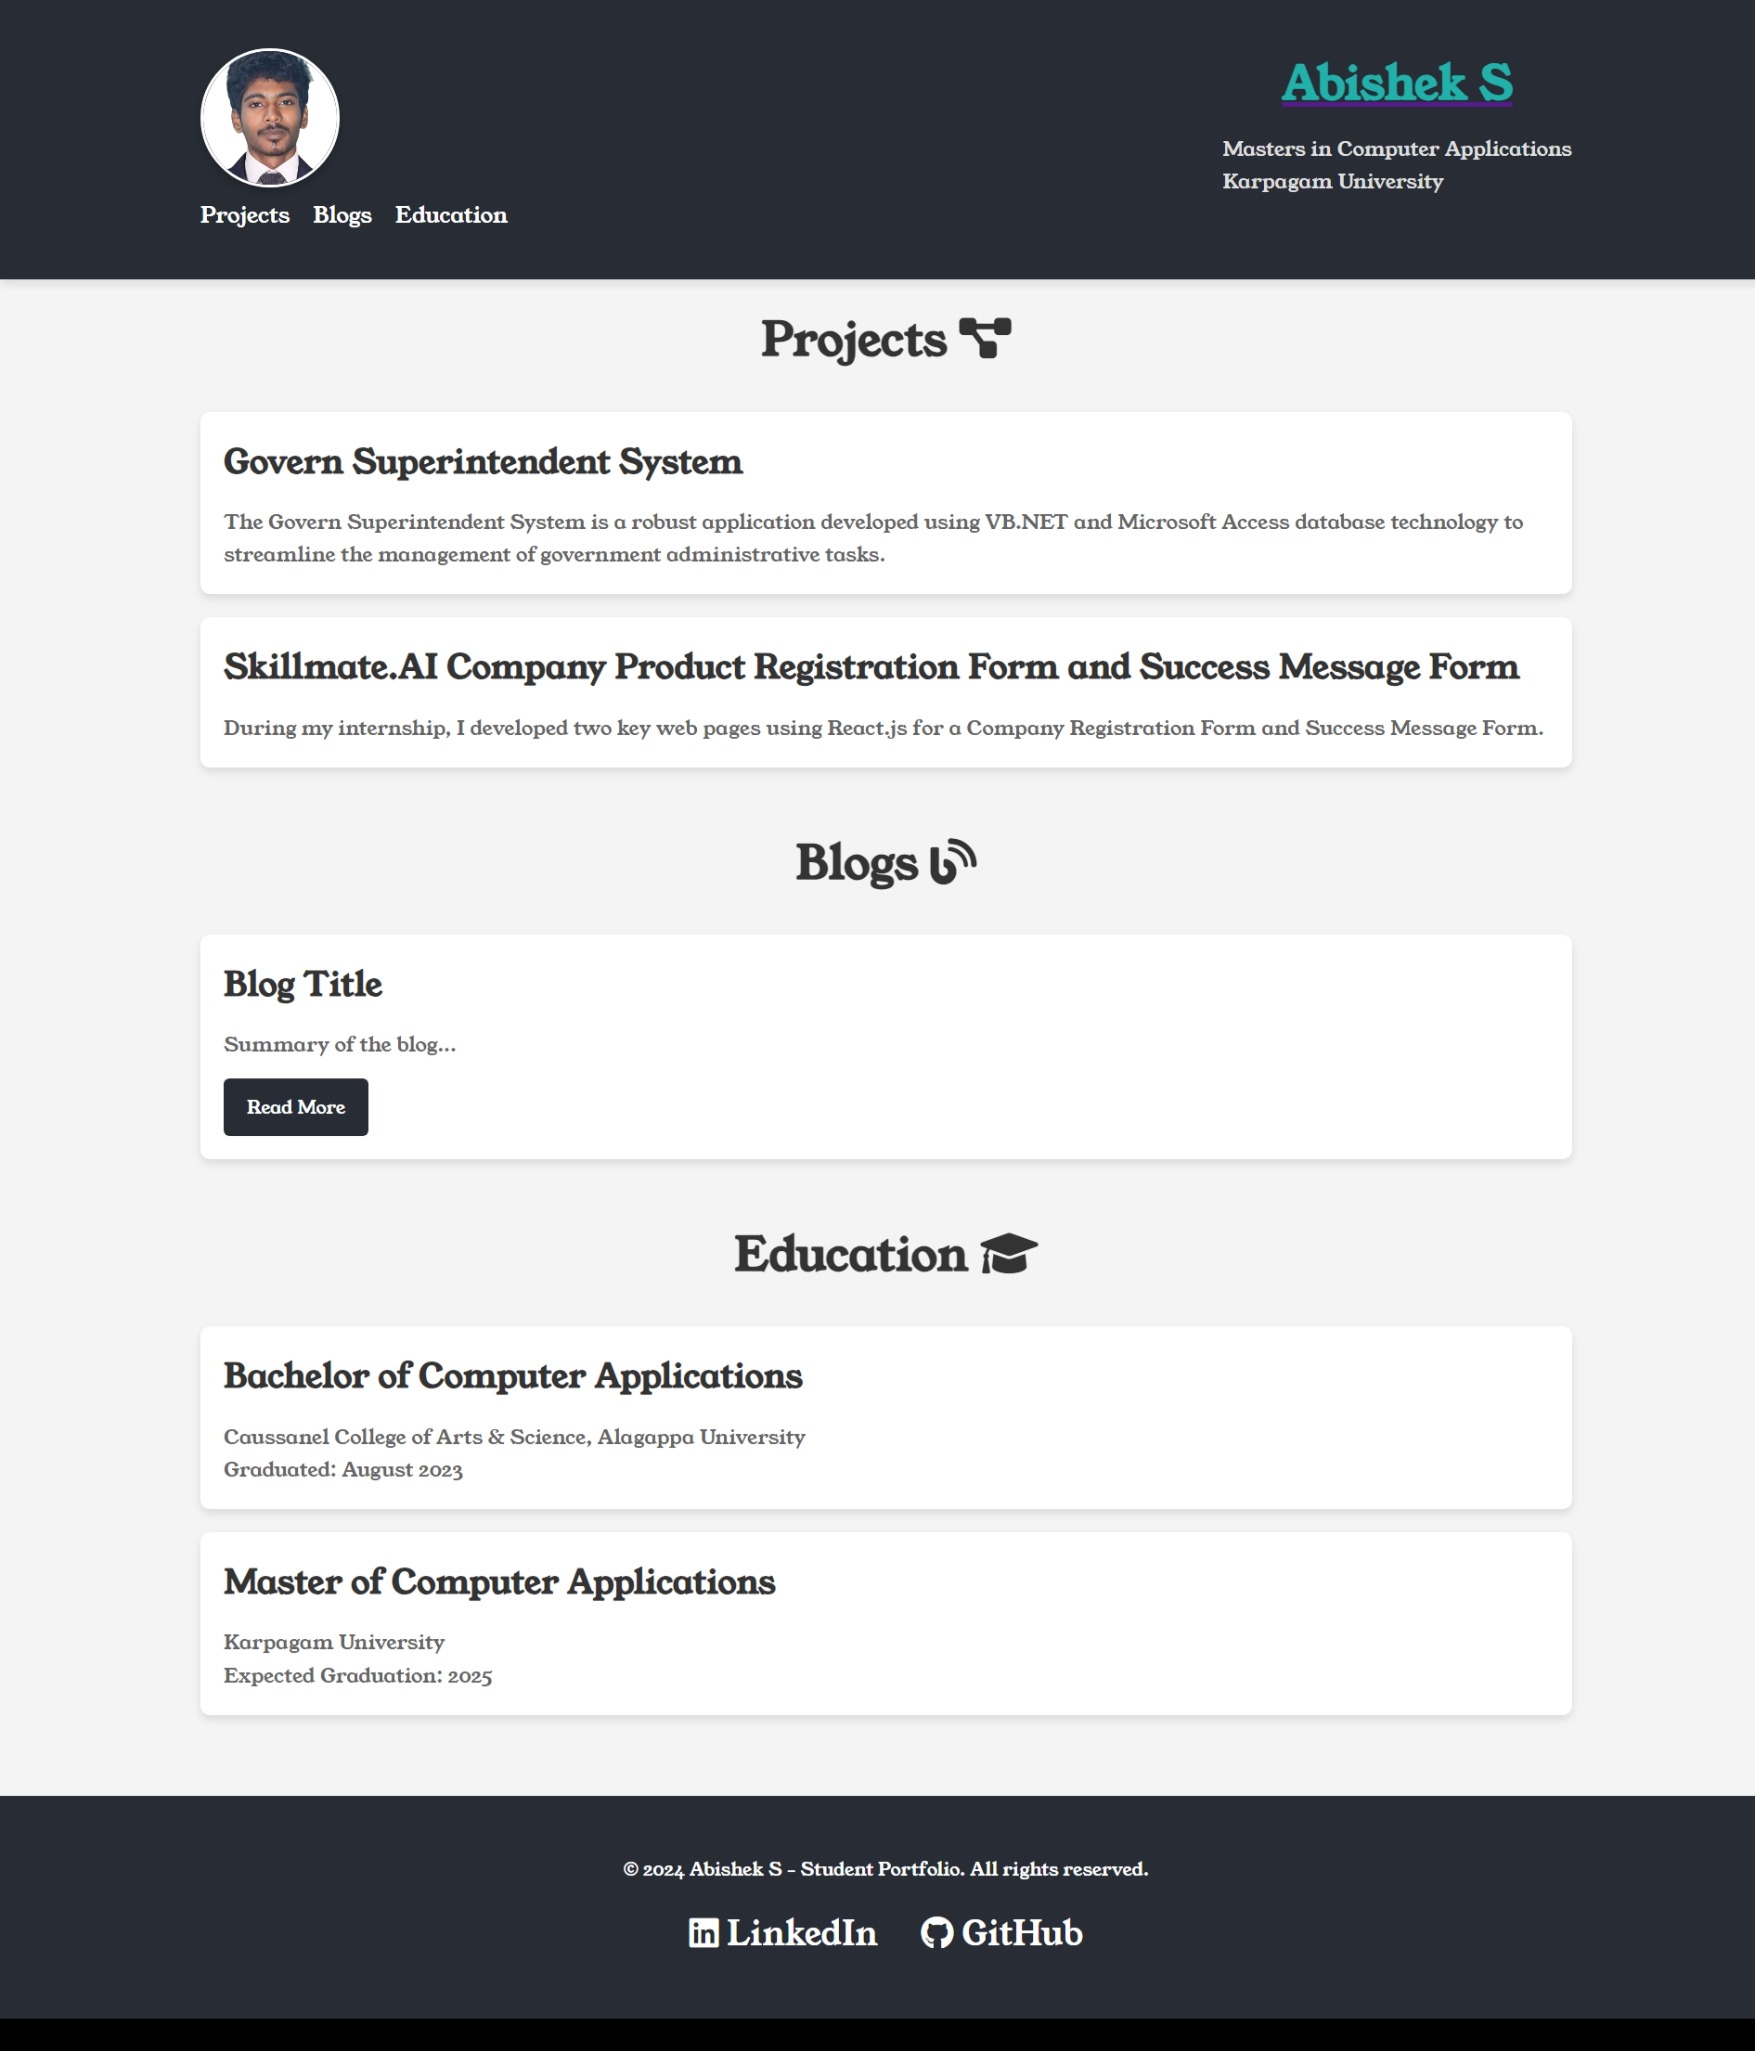 Abishek S
Masters in Computer Applications
Karpagam University
Projects Blogs Education
Projects
Govern Superintendent System
The Govern Superintendent System is a robust application developed using VB.NET and Microsoft Access database technology to
streamline the management of government administrative tasks.
Skillmate.AI Company Product Registration Form and Success Message Form
During my internship, I developed two key web pages using React.js for a Company Registration Form and Success Message Form.
Blogs
Blog Title
Summary of the blog...
Read More
Education
Bachelor of Computer Applications
Caussanel College of Arts & Science, Alagappa University
Graduated: August 2023
Master of Computer Applications
Karpagam University
Expected Graduation: 2025
© 2024 Abishek S - Student Portfolio. All rights reserved.
LinkedIn GitHub